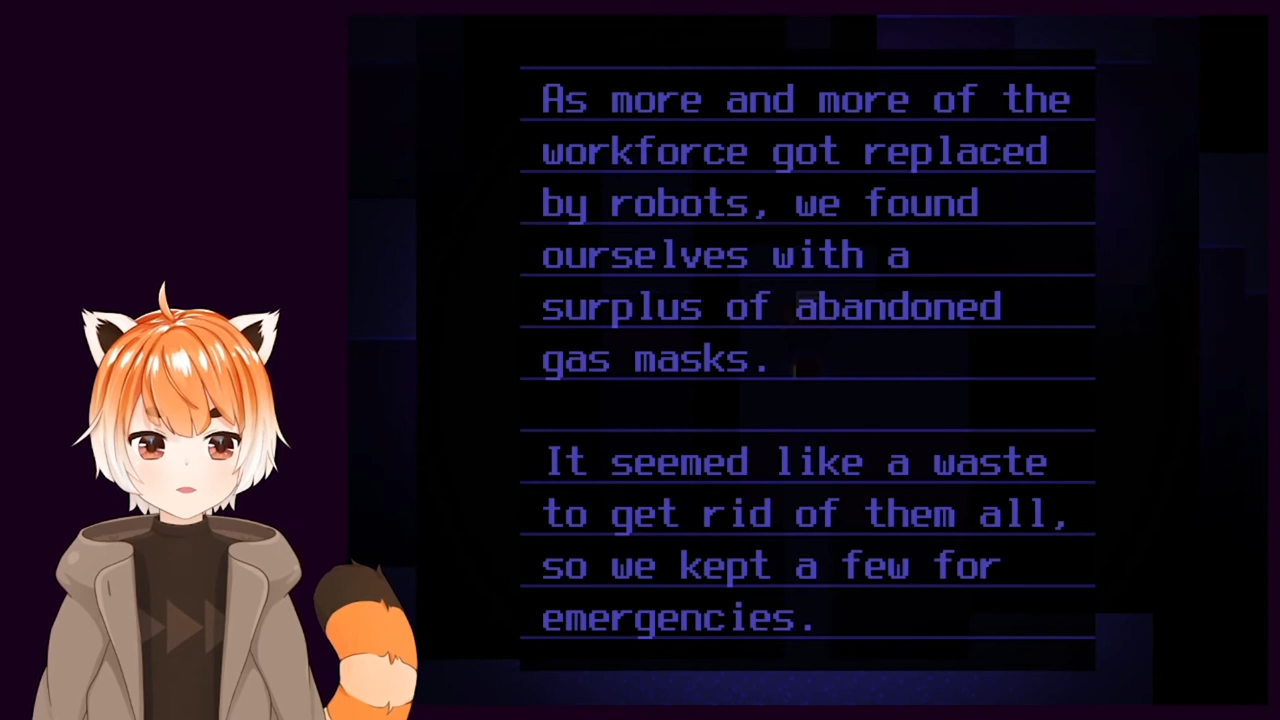 As more and more of the
workforce got replaced
by robots, we found
ourselves with a
surplus of abandoned
gas masks.
It seemed like a waste
to get rid of them all,
so we kept a few for
emergencies.